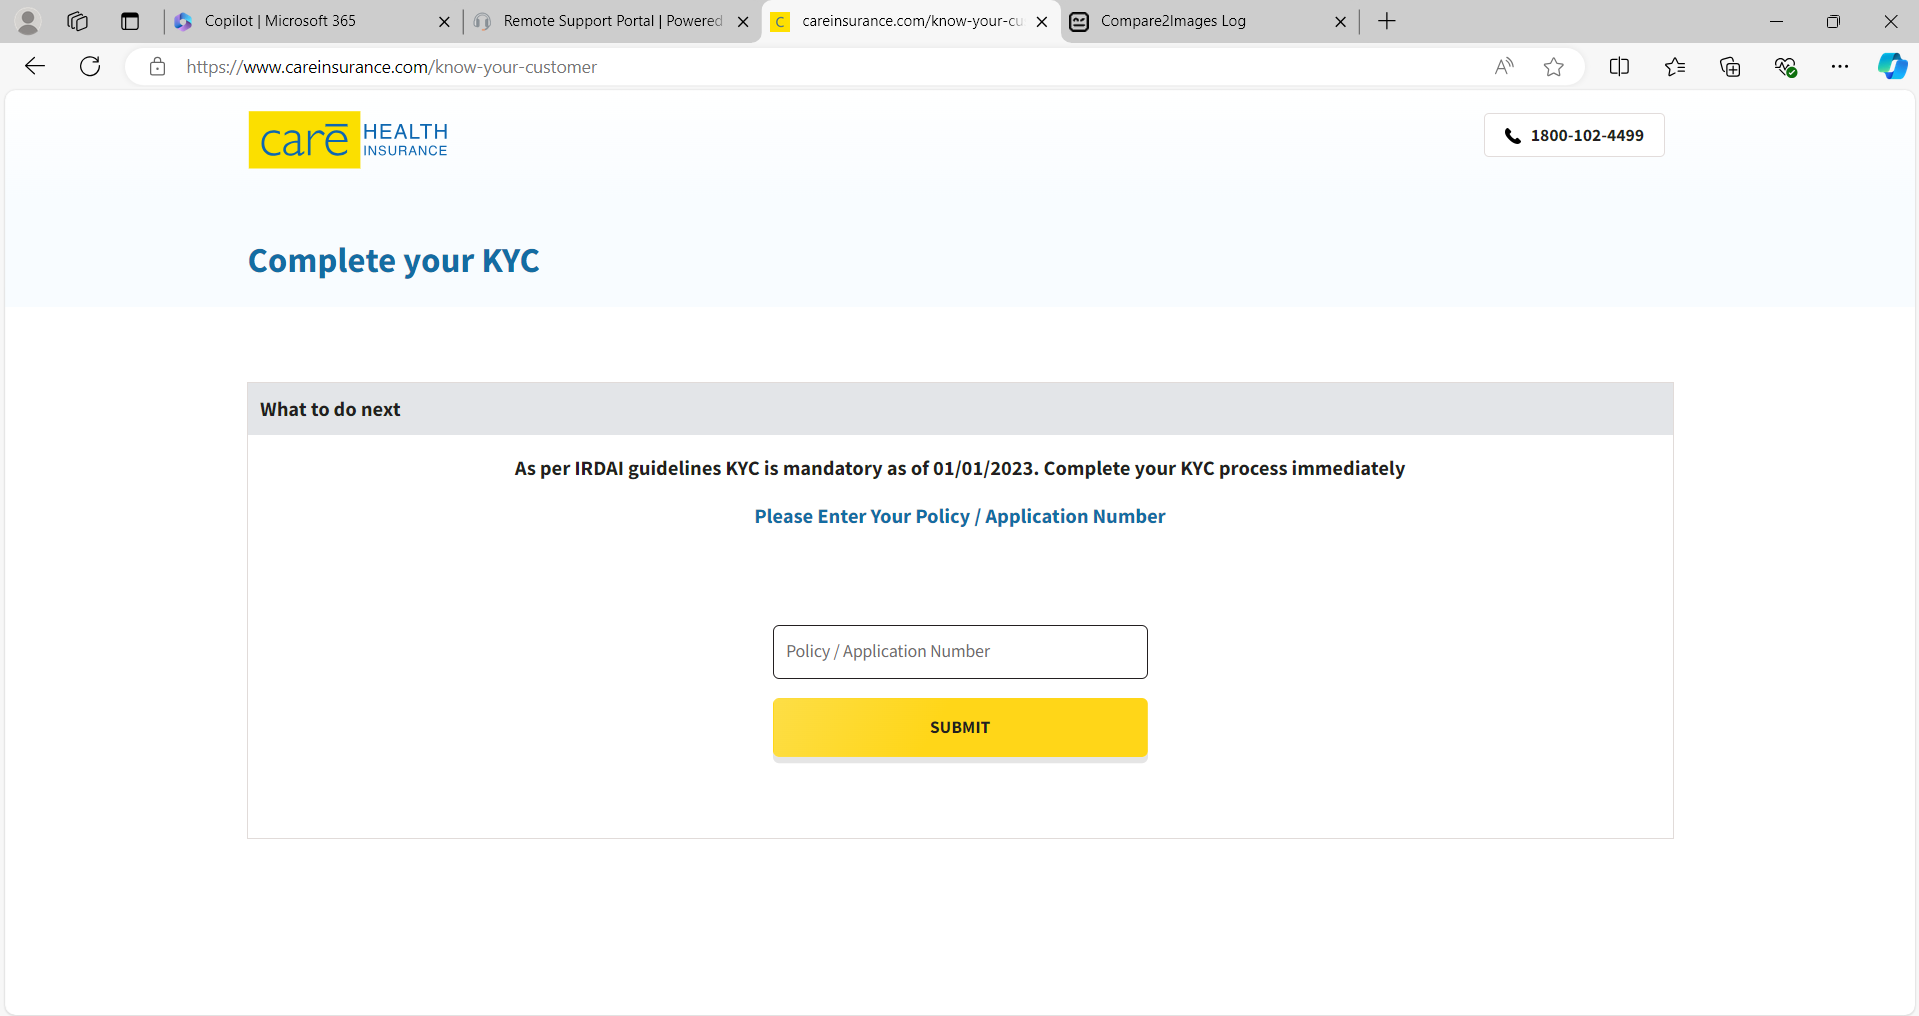 Copilot | Microsoft 365
Remote Support Portal | Powered
careinsurance.com/know-your-cu
Compare2Images Log
https://www.careinsurance.com/know-your-customer
carē HEALTH INSURANCE
1800-102-4499
Complete your KYC
What to do next
As per IRDAI guidelines KYC is mandatory as of 01/01/2023. Complete your KYC process immediately
Please Enter Your Policy / Application Number
Policy / Application Number
SUBMIT